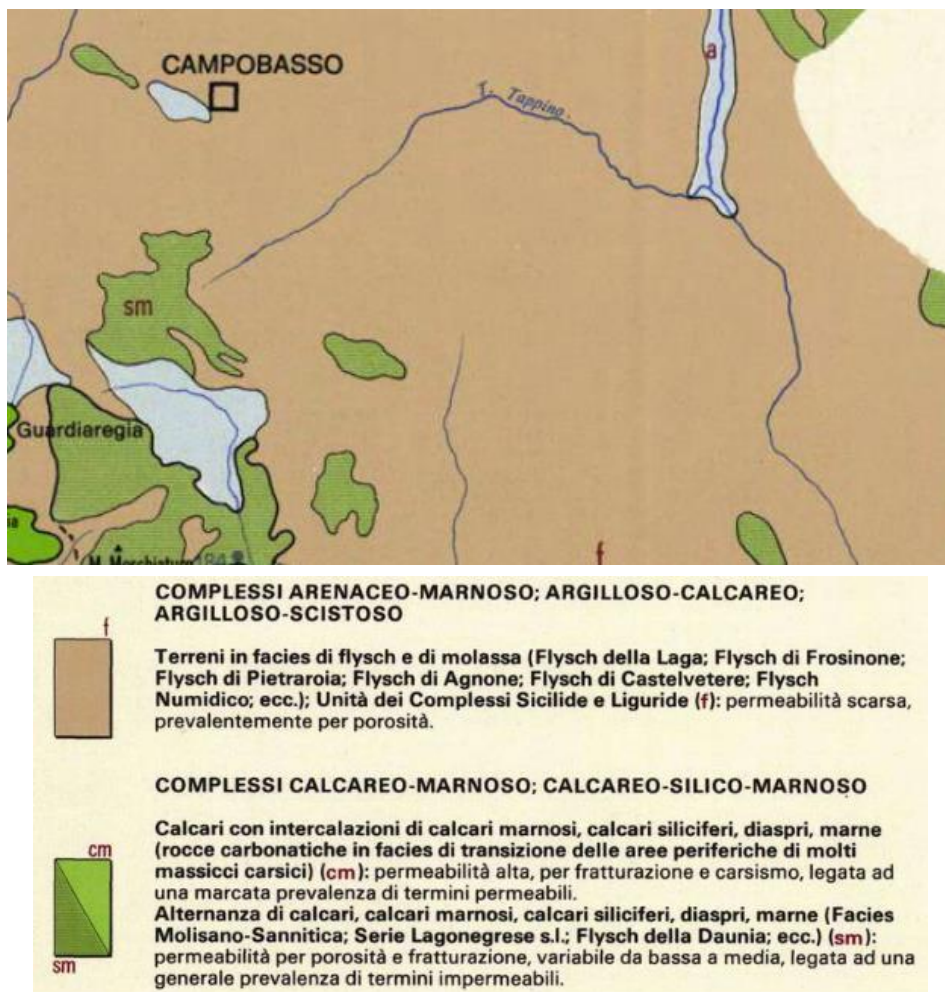 CAMPOBASSO
a
T. Tappino.
sm
Guardiaregia
f
COMPLESSI ARENACEO-MARNOSO; ARGILLOSO-CALCAREO;
ARGILLOSO-SCISTOSO
f
Terreni in facies di flysch e di molassa (Flysch della Laga; Flysch di Frosinone;
Flysch di Pietraroia; Flysch di Agnone; Flysch di Castelvetere; Flysch
Numidico; ecc.); Unità dei Complessi Sicilide e Liguride (f): permeabilità scarsa,
prevalentemente per porosità.
COMPLESSI CALCAREO-MARNOSO; CALCAREO-SILICO-MARNOSO
Calcari con intercalazioni di calcari marnosi, calcari siliciferi, diaspri, marne
cm
(rocce carbonatiche in facies di transizione delle aree periferiche di molti
massicci carsici) (cm): permeabilità alta, per fratturazione e carsismo, legata ad
una marcata prevalenza di termini permeabili.
Alternanza di calcari, calcari marnosi, calcari siliciferi, diaspri, marne (Facies
Molisano-Sannitica; Serie Lagonegrese s.l.; Flysch della Daunia; ecc.) (sm):
sm
permeabilità per porosità e fratturazione, variabile da bassa a media, legata ad una
generale prevalenza di termini impermeabili.